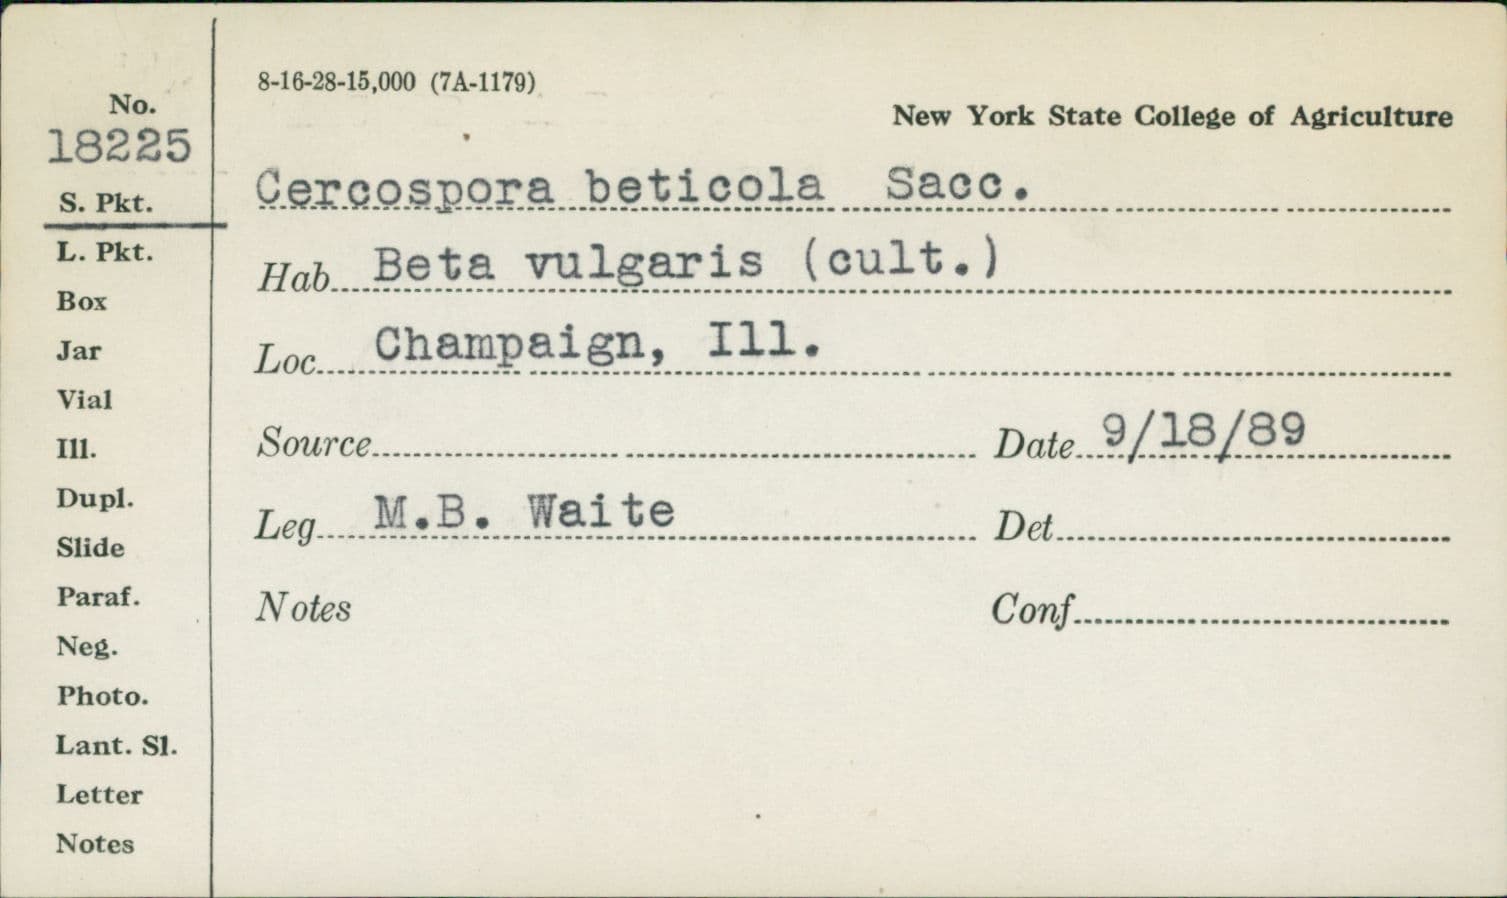 No.
18225
S. Pkt.
L. Pkt.
Box
Jar
Vial
Ill.
Dupl.
Slide
Paraf.
Neg.
Photo.
Lant. Sl.
Letter
Notes
8-16-28-15,000 (7A-1179)
New York State College of Agriculture
Cercospora beticola Sacc.
Hab Beta vulgaris (cult.)
Loc. Champaign, Ill.
Source Date 9/18/89
Leg M.B. Waite Det
Notes Conf